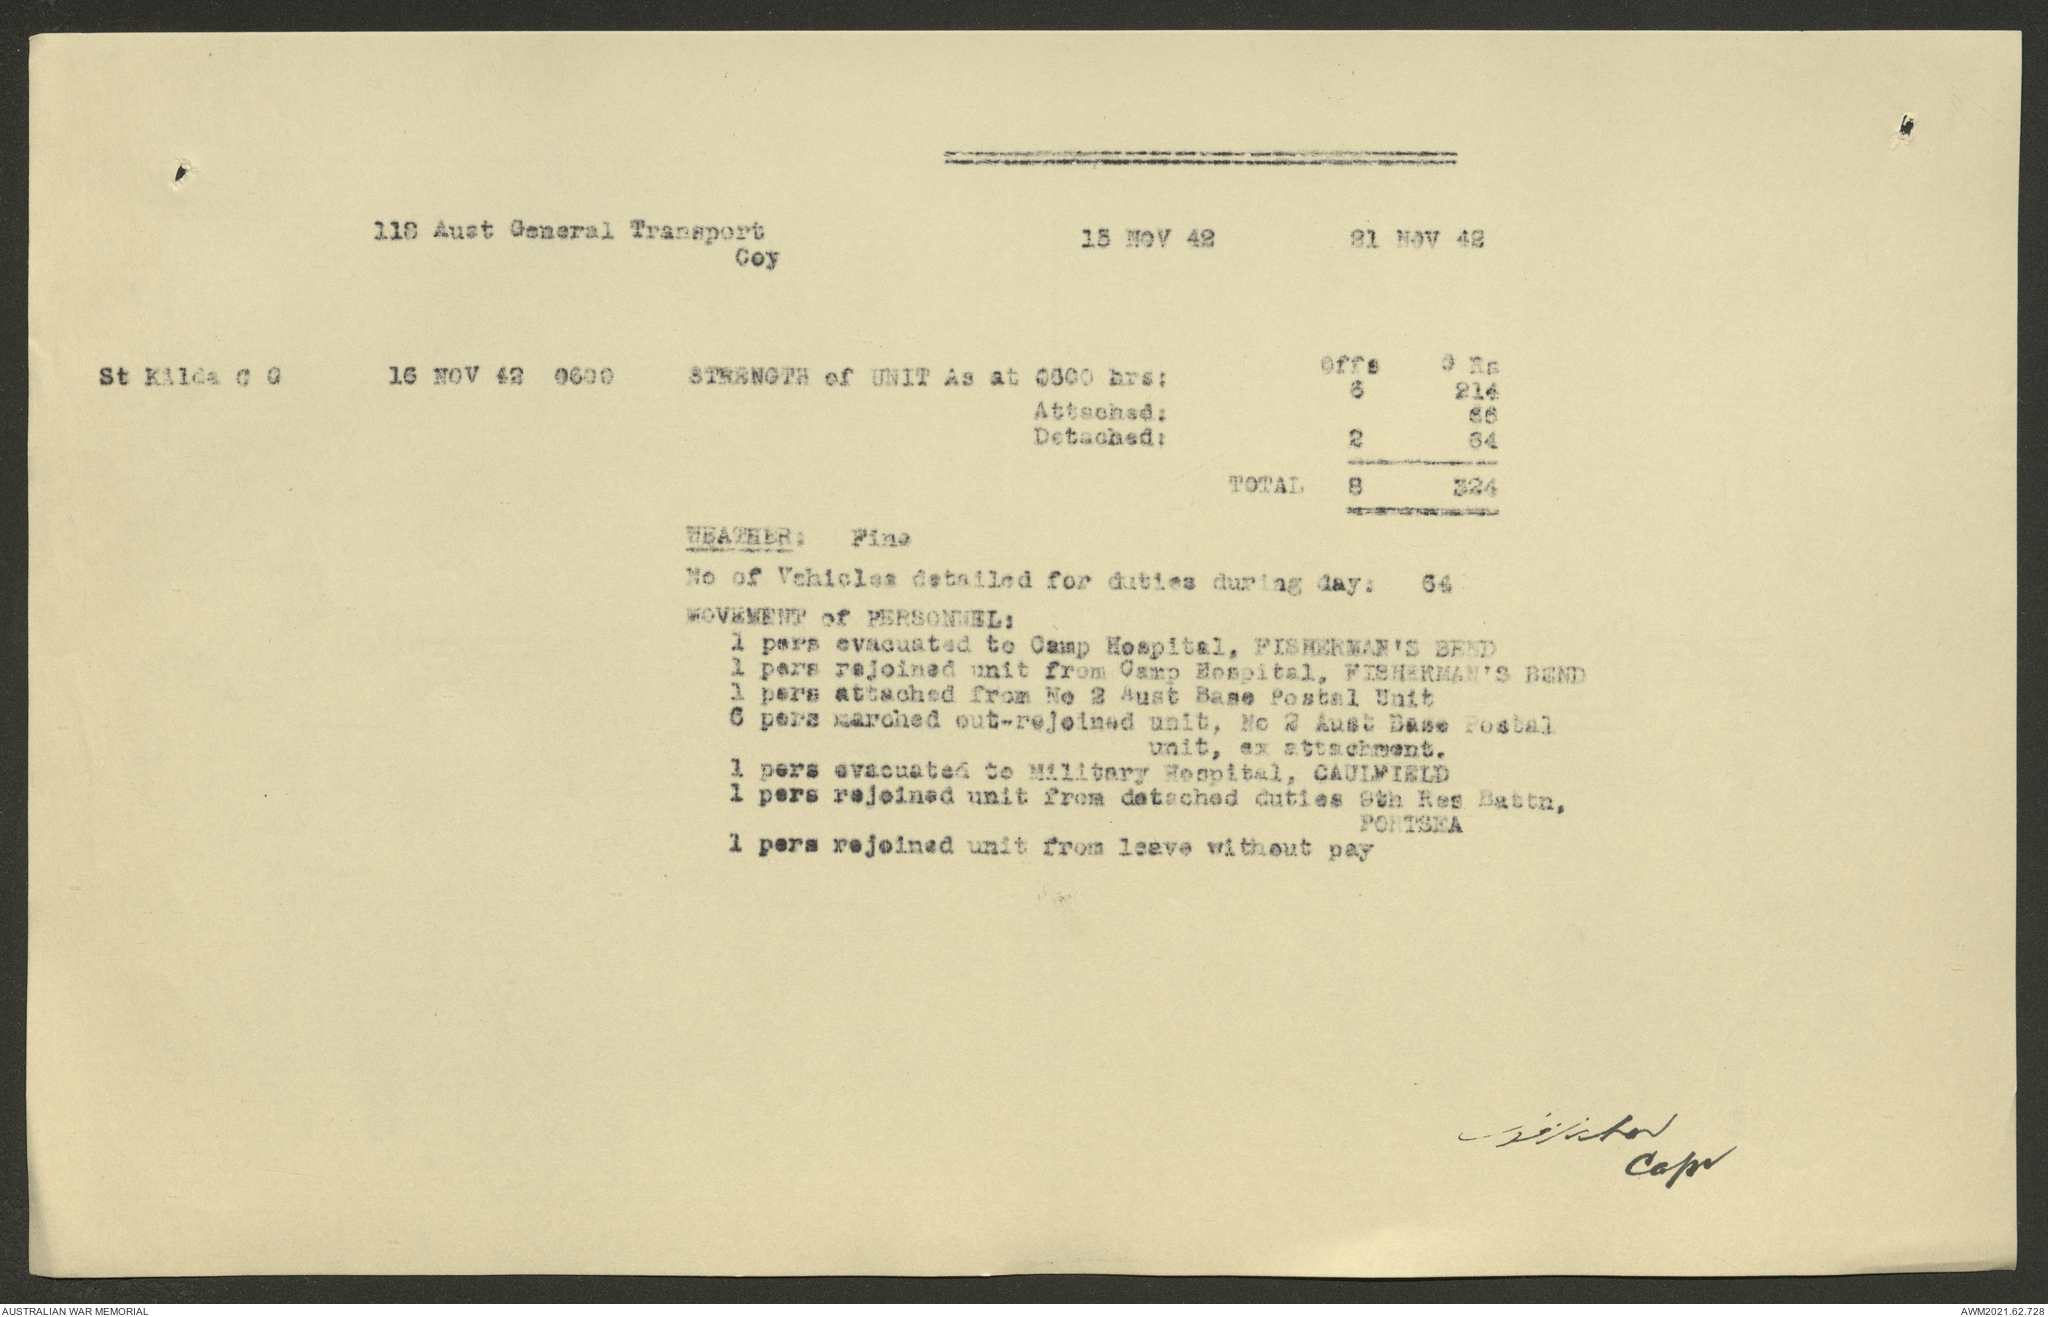 118 Aust General Transport
Coy
15 NOV 42 21 NOV 42
Offs O Rs
St Kilda C G 16 NOV 42 0600 STRENGTH of UNIT As at 0600 hrs:
6 214
Attached:
Detached: 2
TOTAL 8 324
WEATHER: Fine
No of Vehicles detailed for duties during day: 64
MOVEMENT of PERSONNEL:
1 pers evacuated to Camp Hospital, FISHERMAN'S BEND
1 pers rejoined unit from Camp Hospital, FISHERMAN'S BEND
1 pers attached from No 2 Aust Base Postal Unit
6 pers marched out-rejoined unit, No 2 Aust Base Postal
unit, ex attachment.
1 pers evacuated to Military Hospital, CAULFIELD
1 pers rejoined unit from detached duties Res Battn,
PORTSEA
1 pers rejoined unit from leave without pay
Capt
AUSTRALIAN WAR MEMORIAL AWM2021.62.728